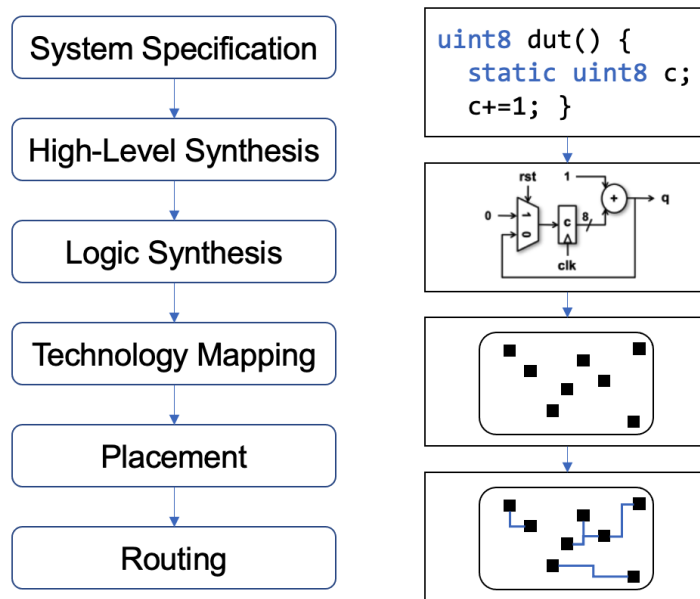 System Specification
High-Level Synthesis
Logic Synthesis
Technology Mapping
Placement
Routing
uint8 dut() {
static uint8 c;
c+=1; }
rst
1
+
q
0
1
0
c
8
clk